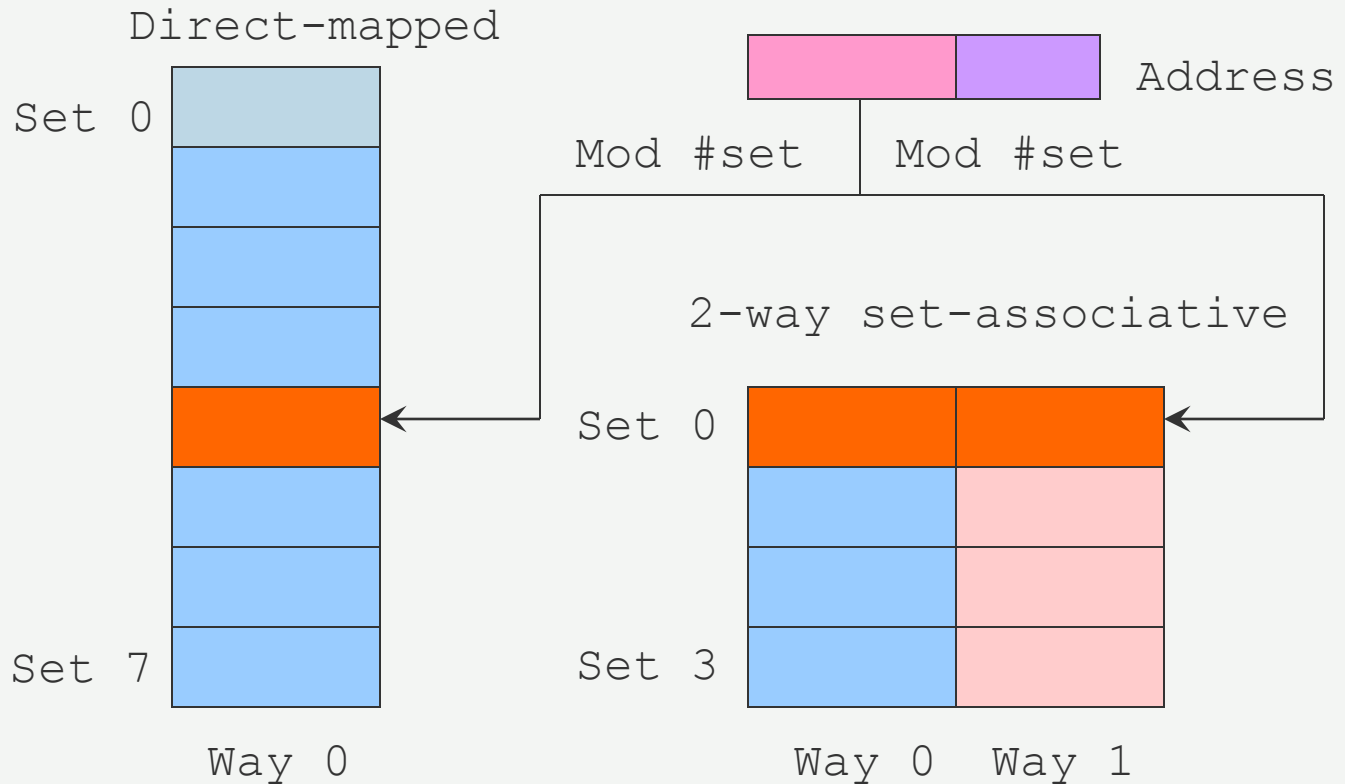 Direct-mapped
Address
Set 0
Mod #set
Mod #set
2-way set-associative
Set 0
Set 7
Set 3
Way 0
Way 0
Way 1